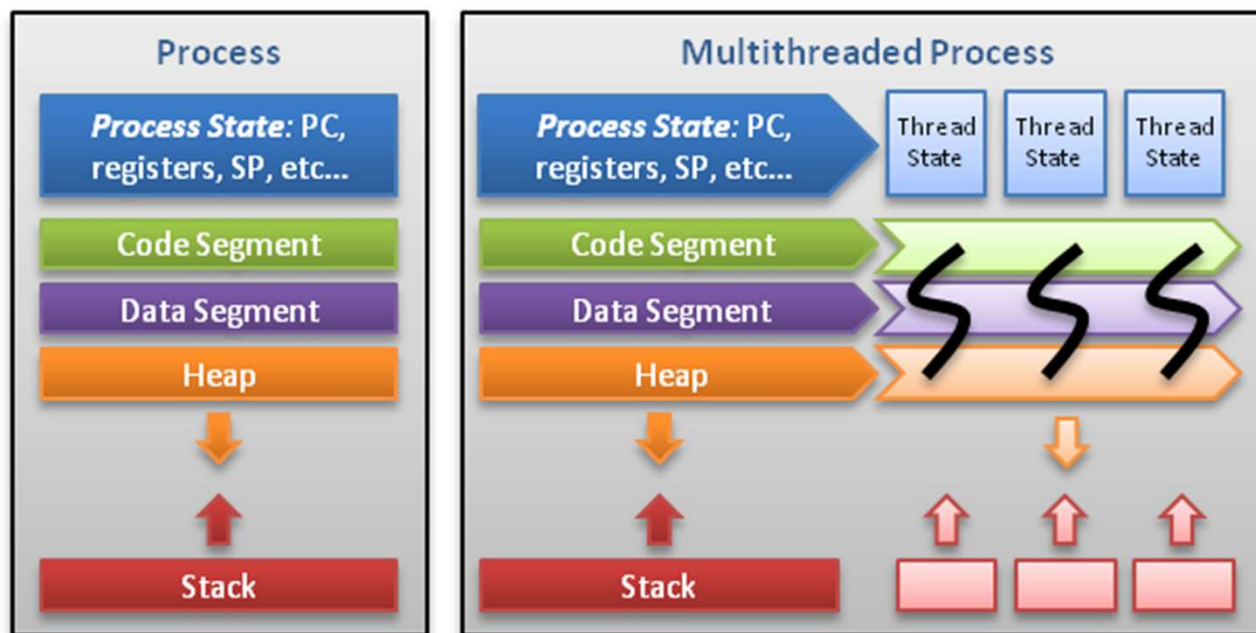 Process
Process State: PC,
registers, SP, etc...
Code Segment
Data Segment
Heap
Stack
Multithreaded Process
Process State: PC,
registers, SP, etc...
Thread
State
Thread
State
Thread
State
Code Segment
Data Segment
Heap
Stack